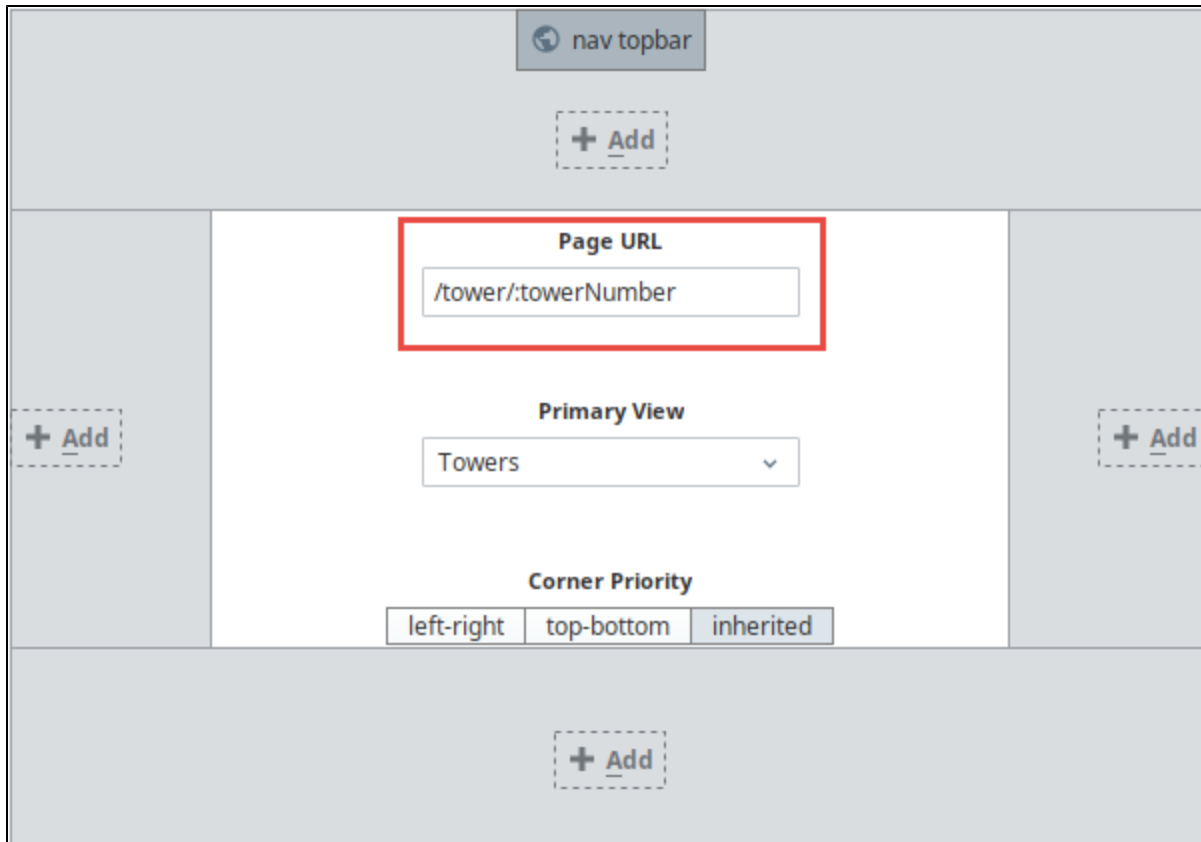 nav topbar
+ Add
Page URL
/tower/:towerNumber
+ Add
Primary View
Towers
+ Add
Corner Priority
left-right top-bottom inherited
+ Add